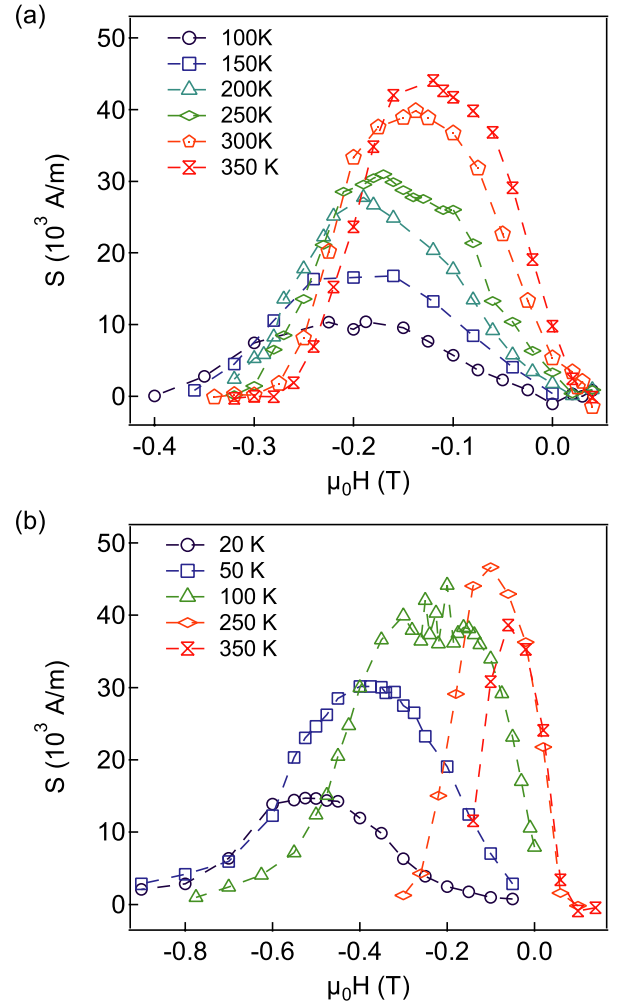 (a)
50
40
30
20
10
0
S (10³ A/m)
100K
150K
200K
250K
300K
350 K
-0.4
-0.3
-0.2
-0.1
0.0
μ₀H (T)
(b)
50
40
30
20
10
0
S (10³ A/m)
20 K
50 K
100 K
250 K
350 K
-0.8
-0.6
-0.4
-0.2
0.0
μ₀H (T)